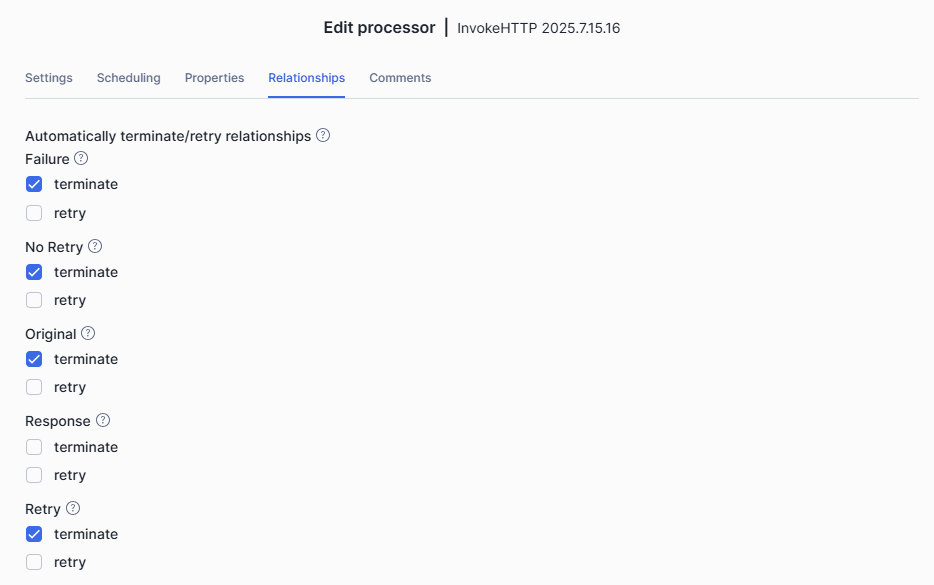 Edit processor | InvokeHTTP 2025.7.15.16
Settings Scheduling Properties Relationships Comments
Automatically terminate/retry relationships ?
Failure ?
terminate
retry
No Retry ?
terminate
retry
Original ?
terminate
retry
Response ?
terminate
retry
Retry ?
terminate
retry